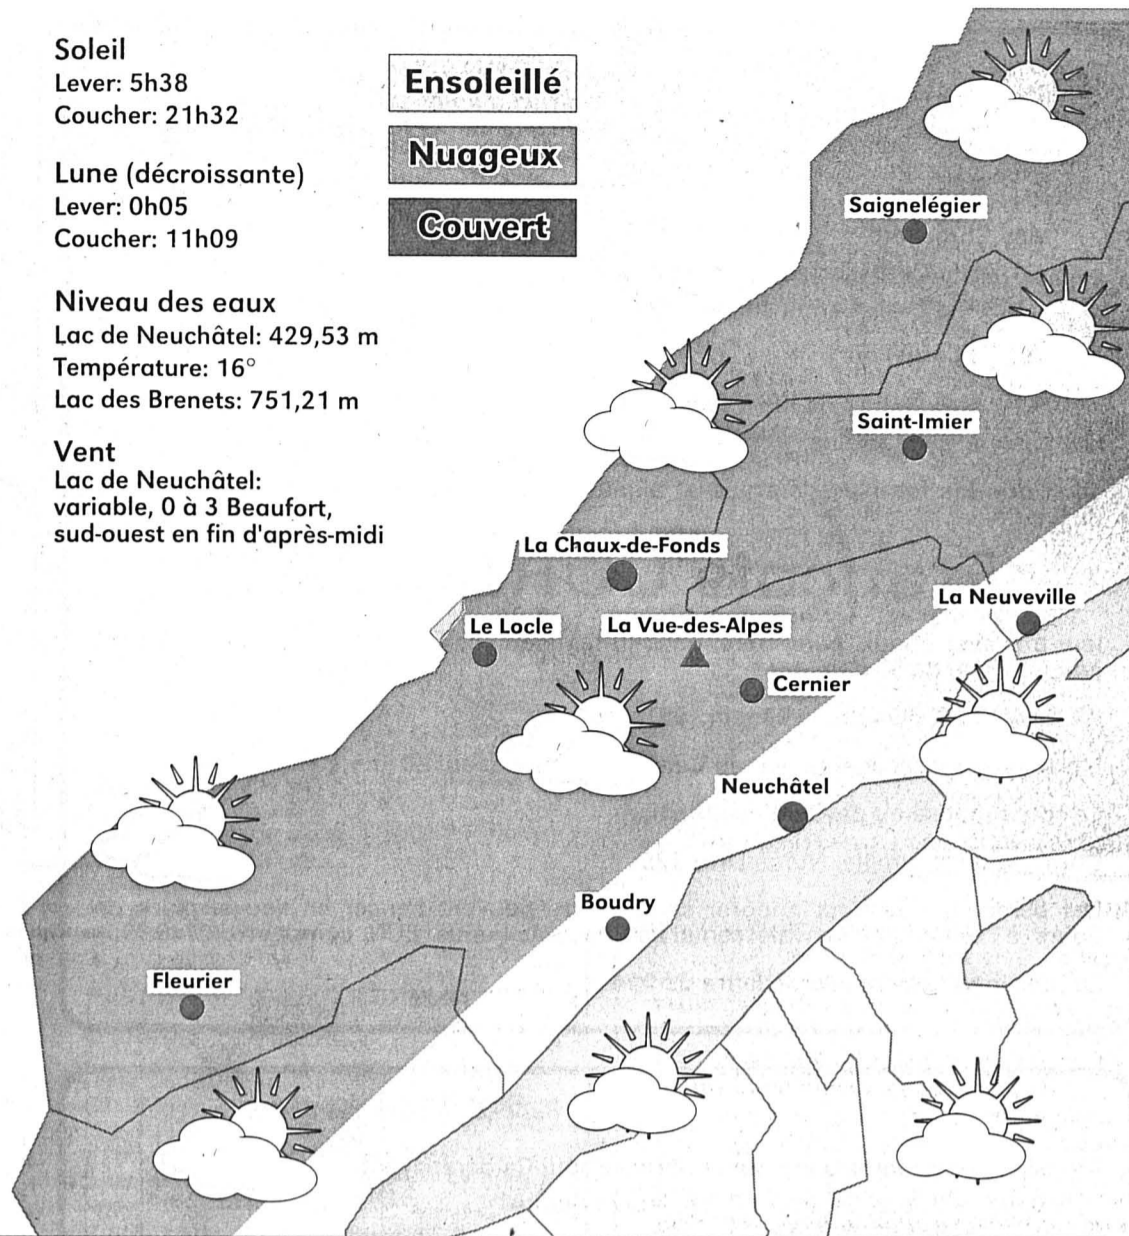 Soleil
Lever: 5h38
Coucher: 21h32
Lune (décroissante)
Lever: 0h05
Coucher: 11h09
Niveau des eaux
Lac de Neuchâtel: 429,53 m
Température: 16°
Lac des Brenets: 751,21 m
Vent
Lac de Neuchâtel:
variable, 0 à 3 Beaufort,
sud-ouest en fin d'après-midi
Ensoleillé
Nuageux
Couvert
Saignelégier
Saint-Imier
La Chaux-de-Fonds
La Neuveville
Le Locle
La Vue-des-Alpes
Cernier
Neuchâtel
Boudry
Fleurier